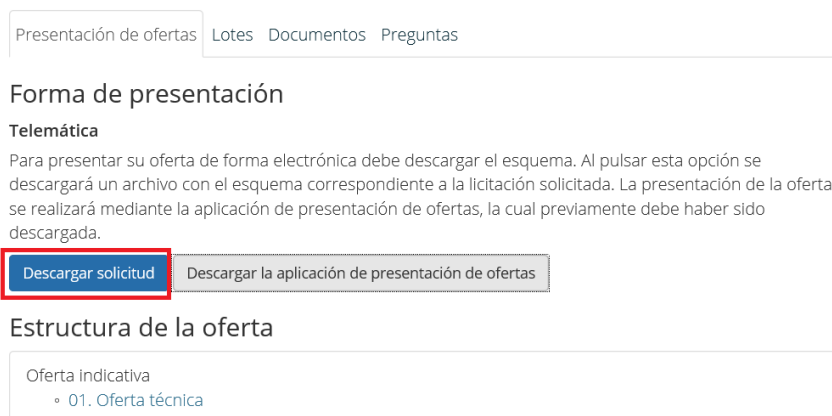 Presentación de ofertas Lotes Documentos Preguntas
Forma de presentación
Telemática
Para presentar su oferta de forma electrónica debe descargar el esquema. Al pulsar esta opción se
descargará un archivo con el esquema correspondiente a la licitación solicitada. La presentación de la oferta
se realizará mediante la aplicación de presentación de ofertas, la cual previamente debe haber sido
descargada.
Descargar solicitud Descargar la aplicación de presentación de ofertas
Estructura de la oferta
Oferta indicativa
◦ 01. Oferta técnica